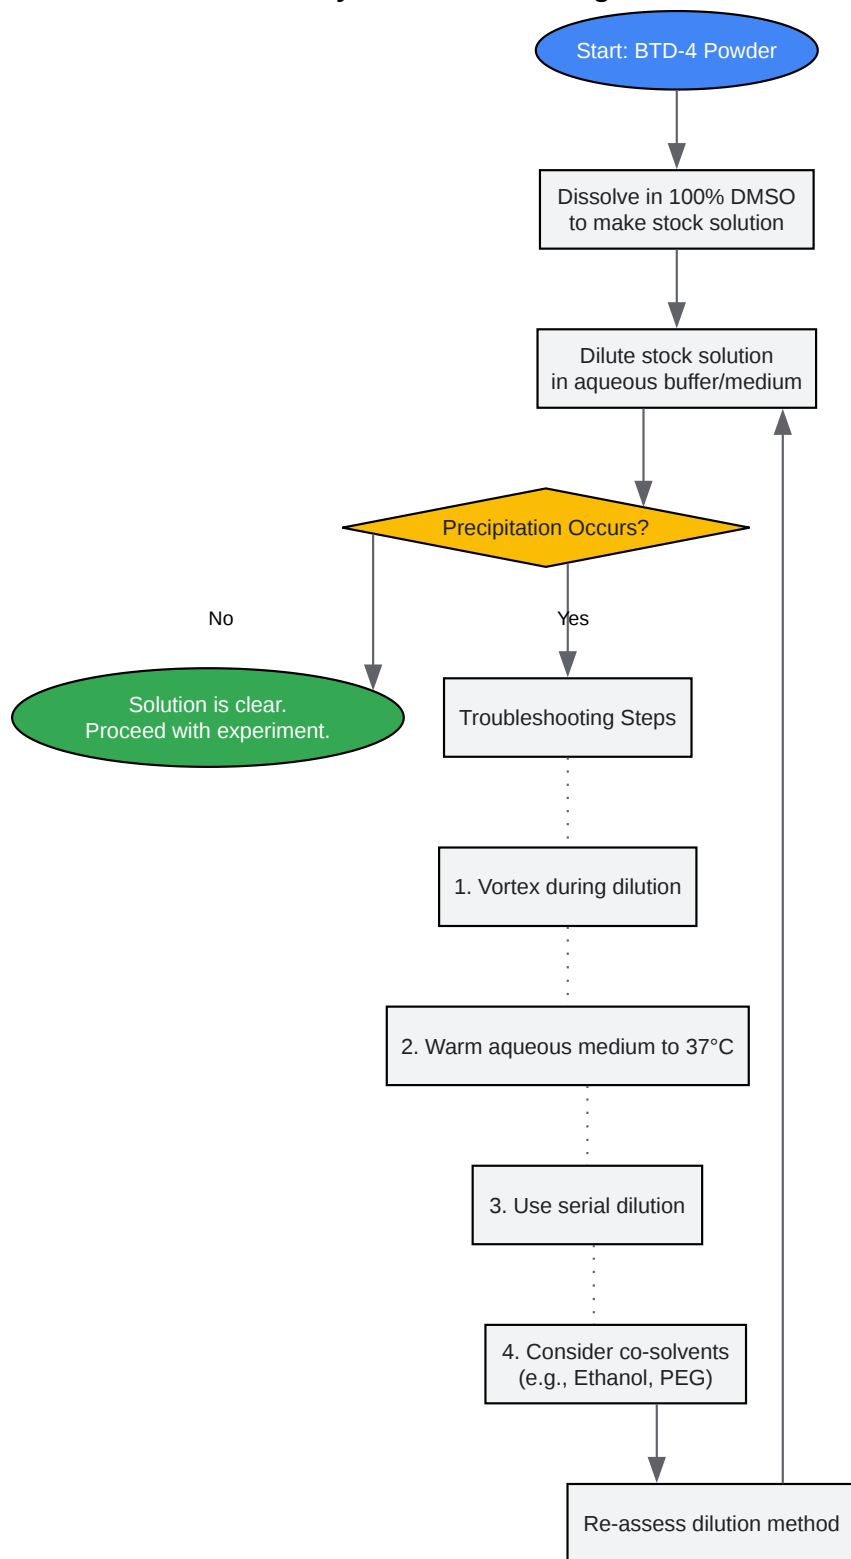 Start: BTD-4 Powder
Dissolve in 100% DMSO
to make stock solution
Dilute stock solution
in aqueous buffer/medium
Precipitation Occurs?
No
Yes
Solution is clear.
Proceed with experiment.
Troubleshooting Steps
1. Vortex during dilution
2. Warm aqueous medium to 37°C
3. Use serial dilution
4. Consider co-solvents
(e.g., Ethanol, PEG)
Re-assess dilution method